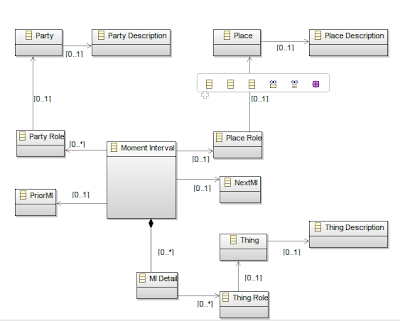 Party
Party Description
Place
Place Description
[0..1]
[0..1]
[0..1]
[0..1]
Party Role
[0..*]
Moment Interval
Place Role
[0..1]
PriorMI
[0..1]
NextMI
[0..1]
Thing
Thing Description
[0..1]
[0..*]
MI Detail
[0..1]
[0..*]
Thing Role